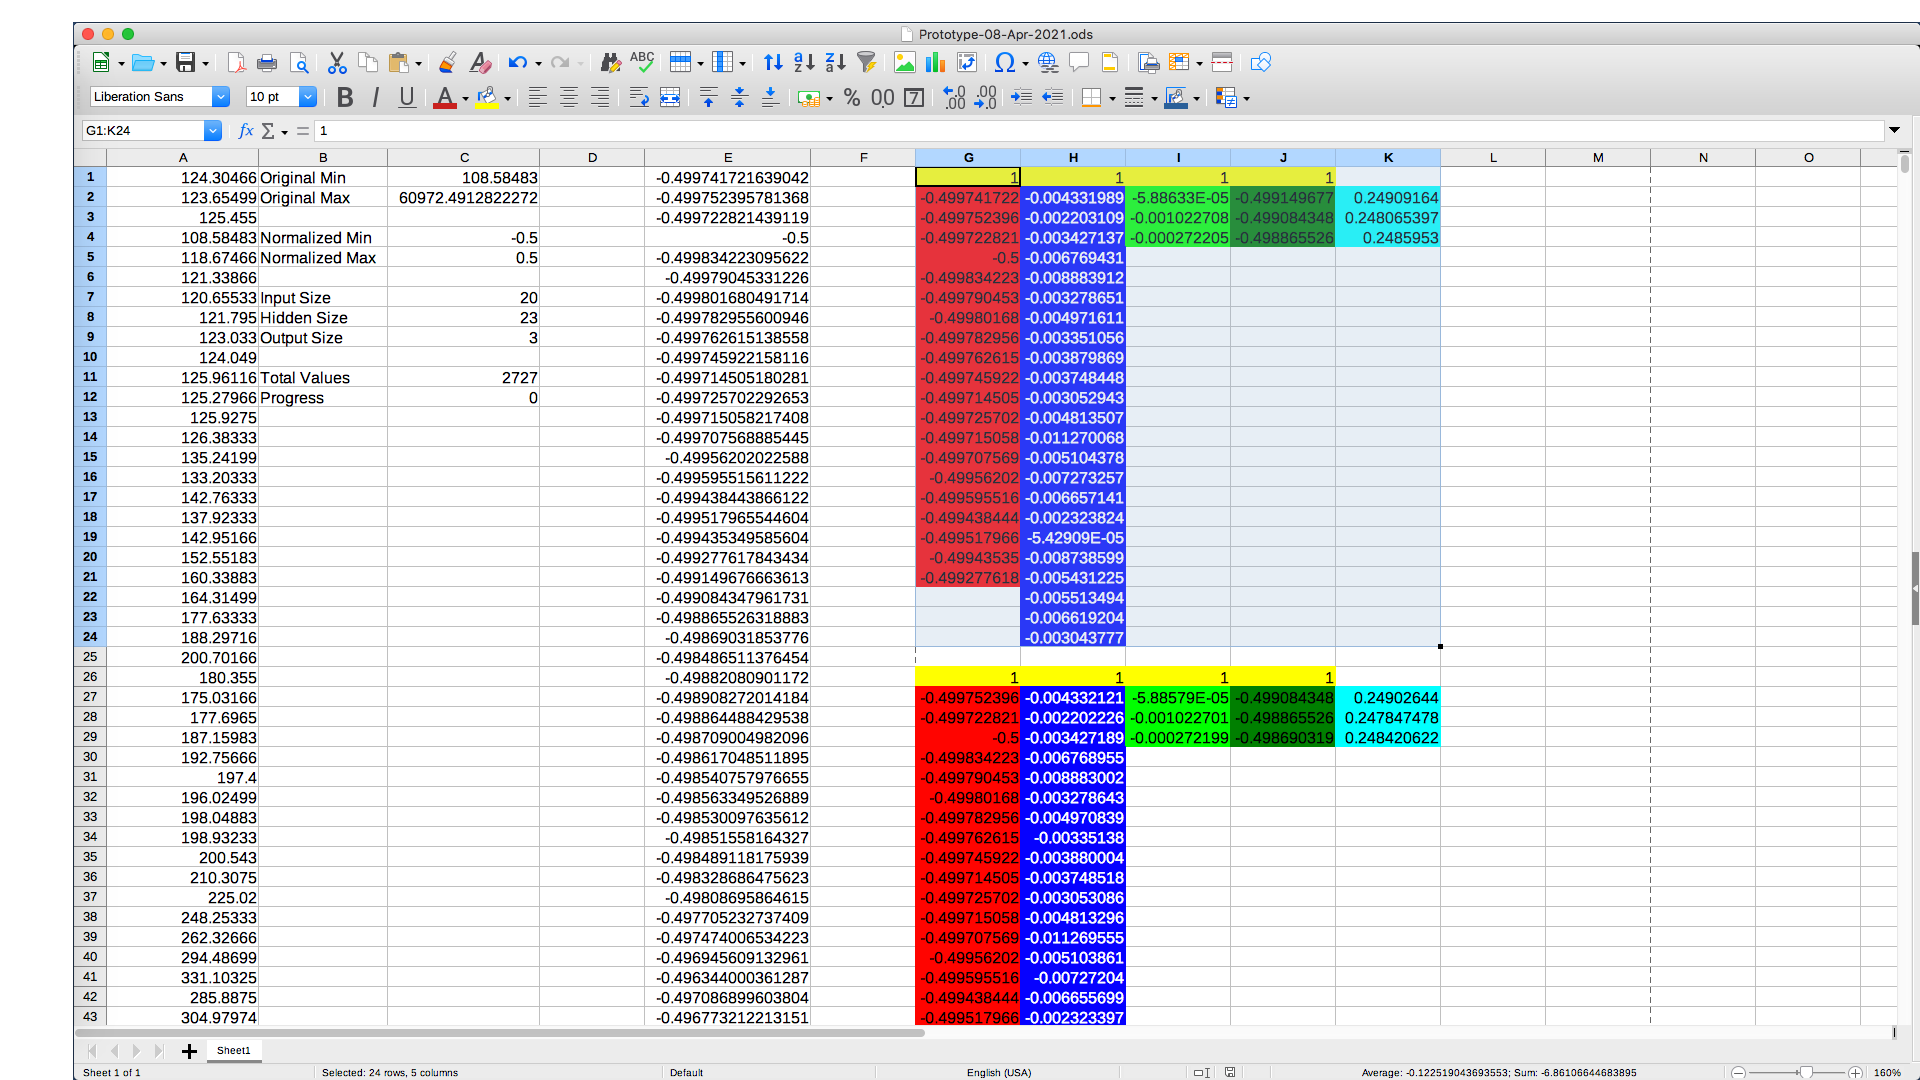 Prototype-08-Apr-2021.ods
ABC
Liberation Sans 10 pt B I U A % 00 7 .00 .00
G1:K24 fx Σ = 1
A B C D E F G H I J K L M N O
1 124.30466 Original Min 108.58483 -0.499741721639042 1 1 1 1
2 123.65499 Original Max 60972.4912822272 -0.499752395781368 -0.499741722 -0.004331989 -5.88633E-05 -0.499149677 0.24909164
3 125.455 -0.499722821439119 -0.499752396 -0.002203109 -0.001022708 -0.499084348 0.248065397
4 108.58483 Normalized Min -0.5 -0.5 -0.499722821 -0.003427137 -0.000272205 -0.498865526 0.2485953
5 118.67466 Normalized Max 0.5 -0.499834223095622 -0.5 -0.006769431
6 121.33866 -0.49979045331226 -0.499834223 -0.008883912
7 120.65533 Input Size 20 -0.499801680491714 -0.499790453 -0.003278651
8 121.795 Hidden Size 23 -0.499782955600946 -0.49980168 -0.004971611
9 123.033 Output Size 3 -0.499762615138558 -0.499782956 -0.003351056
10 124.049 -0.499745922158116 -0.499762615 -0.003879869
11 125.96116 Total Values 2727 -0.499714505180281 -0.499745922 -0.003748448
12 125.27966 Progress 0 -0.499725702292653 -0.499714505 -0.003052943
13 125.9275 -0.499715058217408 -0.499725702 -0.004813507
14 126.38333 -0.499707568885445 -0.499715058 -0.011270068
15 135.24199 -0.499562022022588 -0.499707569 -0.005104378
16 133.20333 -0.499595515611222 -0.49956202 -0.007273257
17 142.76333 -0.499438443866122 -0.499595516 -0.006657141
18 137.92333 -0.499517965544604 -0.499438444 -0.002323824
19 142.95166 -0.499435349585604 -0.499517966 -5.42909E-05
20 152.55183 -0.499277617843434 -0.49943535 -0.008738599
21 160.33883 -0.499149676663613 -0.499277618 -0.005431225
22 164.31499 -0.499084347961731 -0.005513494
23 177.63333 -0.498865526318883 -0.006619204
24 188.29716 -0.49869031853776 -0.003043777
25 200.70166 -0.498486511376454
26 180.355 -0.49882080901172 1 1 1 1
27 175.03166 -0.498908272014184 -0.499752396 -0.004332121 -5.88579E-05 -0.499084348 0.24902644
28 177.6965 -0.498864488429538 -0.499722821 -0.002202226 -0.001022701 -0.498865526 0.247847478
29 187.15983 -0.498709004982096 -0.5 -0.003427189 -0.000272199 -0.498690319 0.248420622
30 192.75666 -0.498617048511895 -0.499834223 -0.006768955
31 197.4 -0.498540757976655 -0.499790453 -0.008883002
32 196.02499 -0.498563349526889 -0.49980168 -0.003278643
33 198.04883 -0.498530097635612 -0.499782956 -0.004970839
34 198.93233 -0.49851558164327 -0.499762615 -0.00335138
35 200.543 -0.498489118175939 -0.499745922 -0.003880004
36 210.3075 -0.498328686475623 -0.499714505 -0.003748518
37 225.02 -0.49808695864615 -0.499725702 -0.003053086
38 248.25333 -0.497705232737409 -0.499715058 -0.004813296
39 262.32666 -0.497474006534223 -0.499707569 -0.011269555
40 294.48699 -0.496945609132961 -0.49956202 -0.005103861
41 331.10325 -0.496344000361287 -0.499595516 -0.00727204
42 285.8875 -0.497086899603804 -0.499438444 -0.006655699
43 304.97974 -0.496773212213151 -0.499517966 -0.002323397
Sheet1
Sheet 1 of 1 Selected: 24 rows, 5 columns Default English (USA) Average: -0.122519043693553; Sum: -6.86106644683895 160%